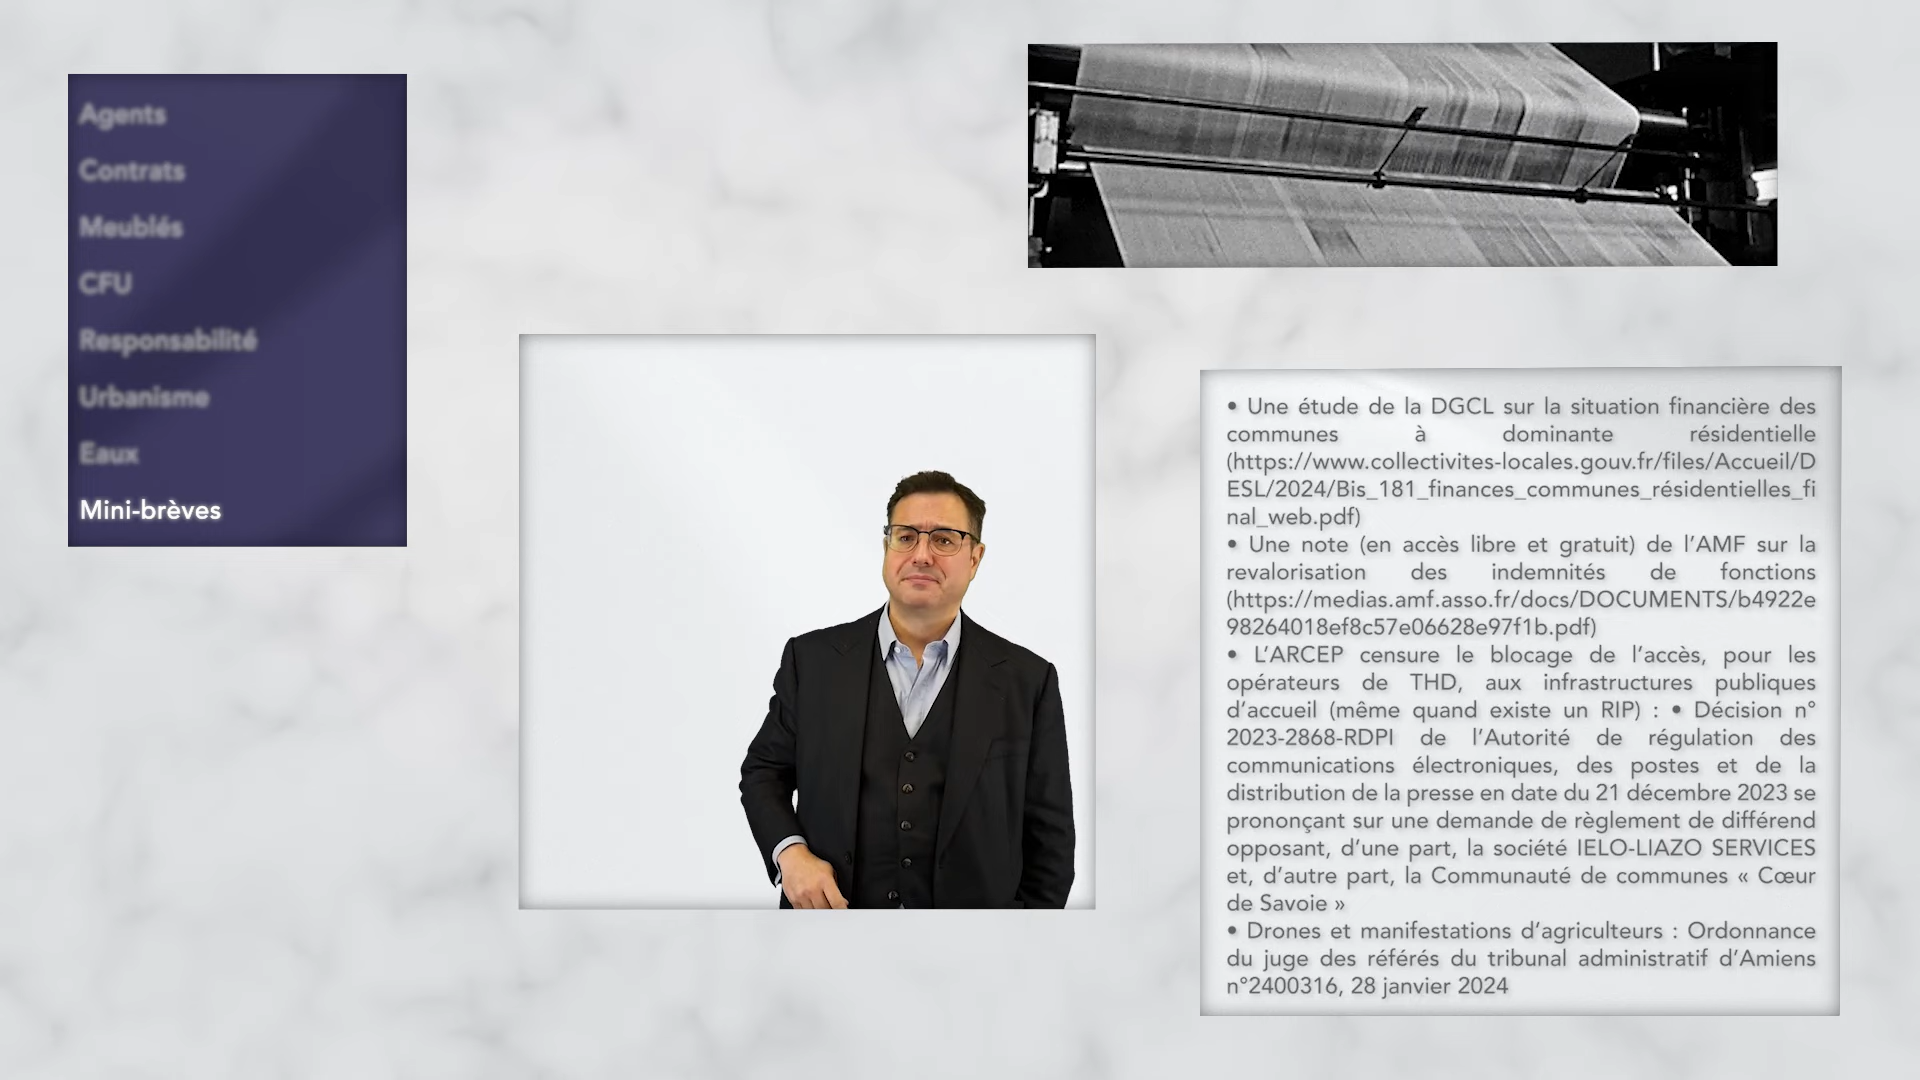 Agents
Contrats
Meublés
CFU
Responsabilité
Urbanisme
Eaux
Mini-brèves
• Une étude de la DGCL sur la situation financière des
communes à dominante résidentielle
(https://www.collectivites-locales.gouv.fr/files/Accueil/D
ESL/2024/Bis_181_finances_communes_résidentielles_fi
nal_web.pdf)
• Une note (en accès libre et gratuit) de l’AMF sur la
revalorisation des indemnités de fonctions
(https://medias.amf.asso.fr/docs/DOCUMENTS/b4922e
98264018ef8c57e06628e97f1b.pdf)
• L’ARCEP censure le blocage de l’accès, pour les
opérateurs de THD, aux infrastructures publiques
d’accueil (même quand existe un RIP) : • Décision n°
2023-2868-RDPI de l’Autorité de régulation des
communications électroniques, des postes et de la
distribution de la presse en date du 21 décembre 2023 se
prononçant sur une demande de règlement de différend
opposant, d’une part, la société IELO-LIAZO SERVICES
et, d’autre part, la Communauté de communes « Cœur
de Savoie »
• Drones et manifestations d’agriculteurs : Ordonnance
du juge des référés du tribunal administratif d’Amiens
n°2400316, 28 janvier 2024